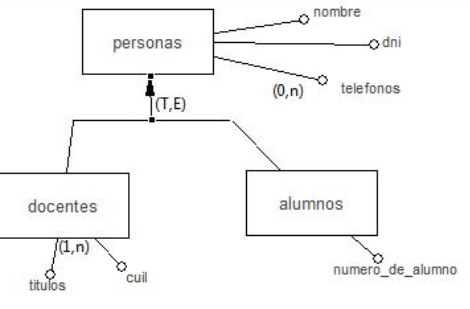 nombre
personas
dni
(0,n)
telefonos
(T,E)
docentes
alumnos
(1,n)
titulos
cuil
numero_de_alumno